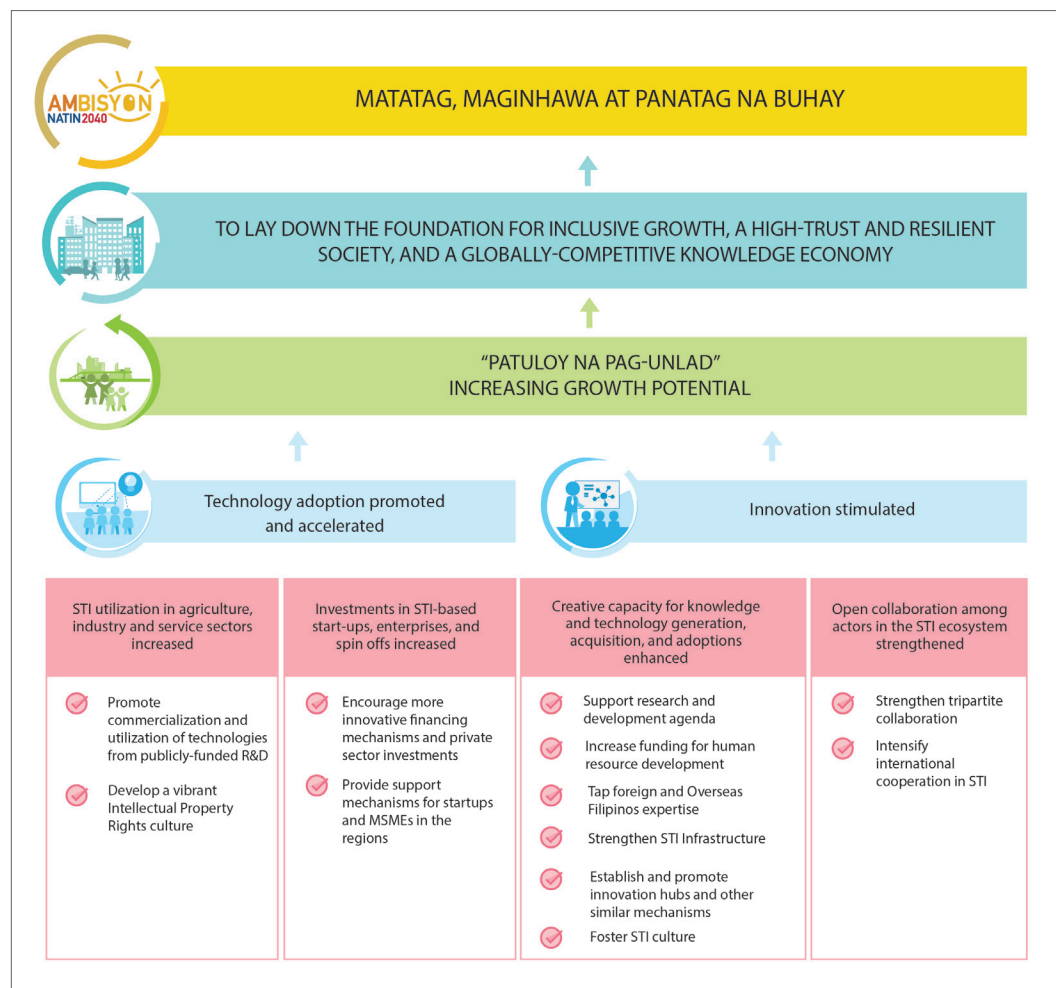 AMBISYON
NATIN2040
MATATAG, MAGINHAWA AT PANATAG NA BUHAY
TO LAY DOWN THE FOUNDATION FOR INCLUSIVE GROWTH, A HIGH-TRUST AND RESILIENT
SOCIETY, AND A GLOBALLY-COMPETITIVE KNOWLEDGE ECONOMY
“PATULOY NA PAG-UNLAD”
INCREASING GROWTH POTENTIAL
Technology adoption promoted
and accelerated
Innovation stimulated
STI utilization in agriculture,
industry and service sectors
increased
Promote
commercialization and
utilization of technologies
from publicly-funded R&D
Develop a vibrant
Intellectual Property
Rights culture
Investments in STI-based
start-ups, enterprises, and
spin offs increased
Encourage more
innovative financing
mechanisms and private
sector investments
Provide support
mechanisms for startups
and MSMEs in the
regions
Creative capacity for knowledge
and technology generation,
acquisition, and adoptions
enhanced
Support research and
development agenda
Increase funding for human
resource development
Tap foreign and Overseas
Filipinos expertise
Strengthen STI Infrastructure
Establish and promote
innovation hubs and other
similar mechanisms
Foster STI culture
Open collaboration among
actors in the STI ecosystem
strengthened
Strengthen tripartite
collaboration
Intensify
international
cooperation in STI